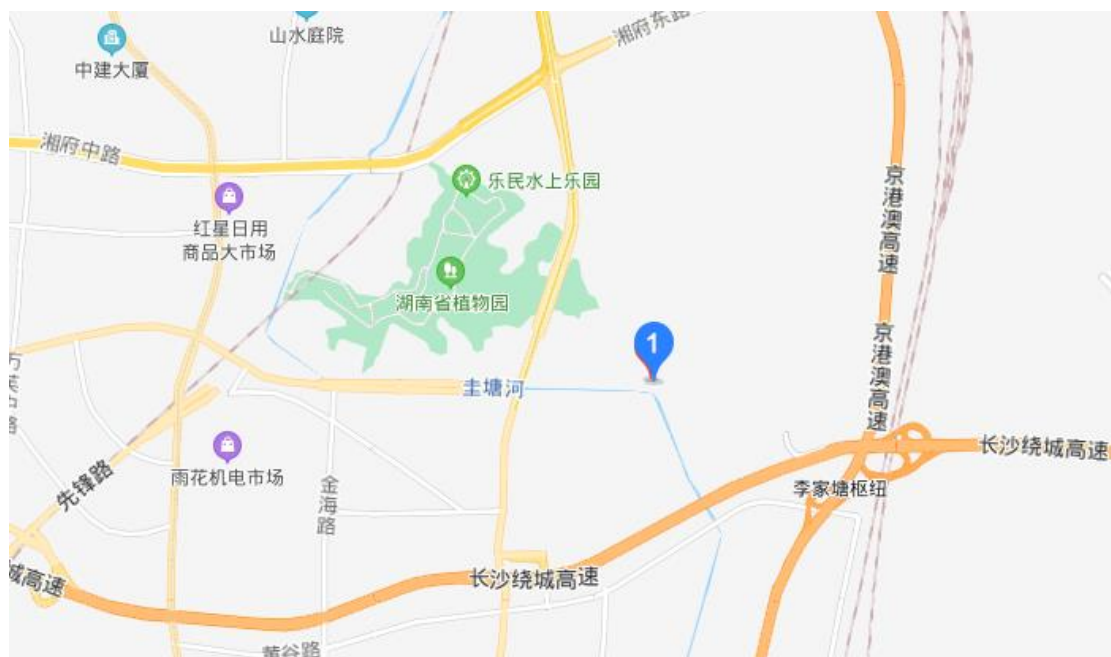 山水庭院
湘府东路
中建大厦
湘府中路
乐民水上乐园
京港澳高速
红星日用
商品大市场
湖南省植物园
京港澳高速
1
万芙中路
圭塘河
长沙绕城高速
雨花机电市场
先锋路
金海路
李家塘枢纽
城高速
长沙绕城高速
黄谷路